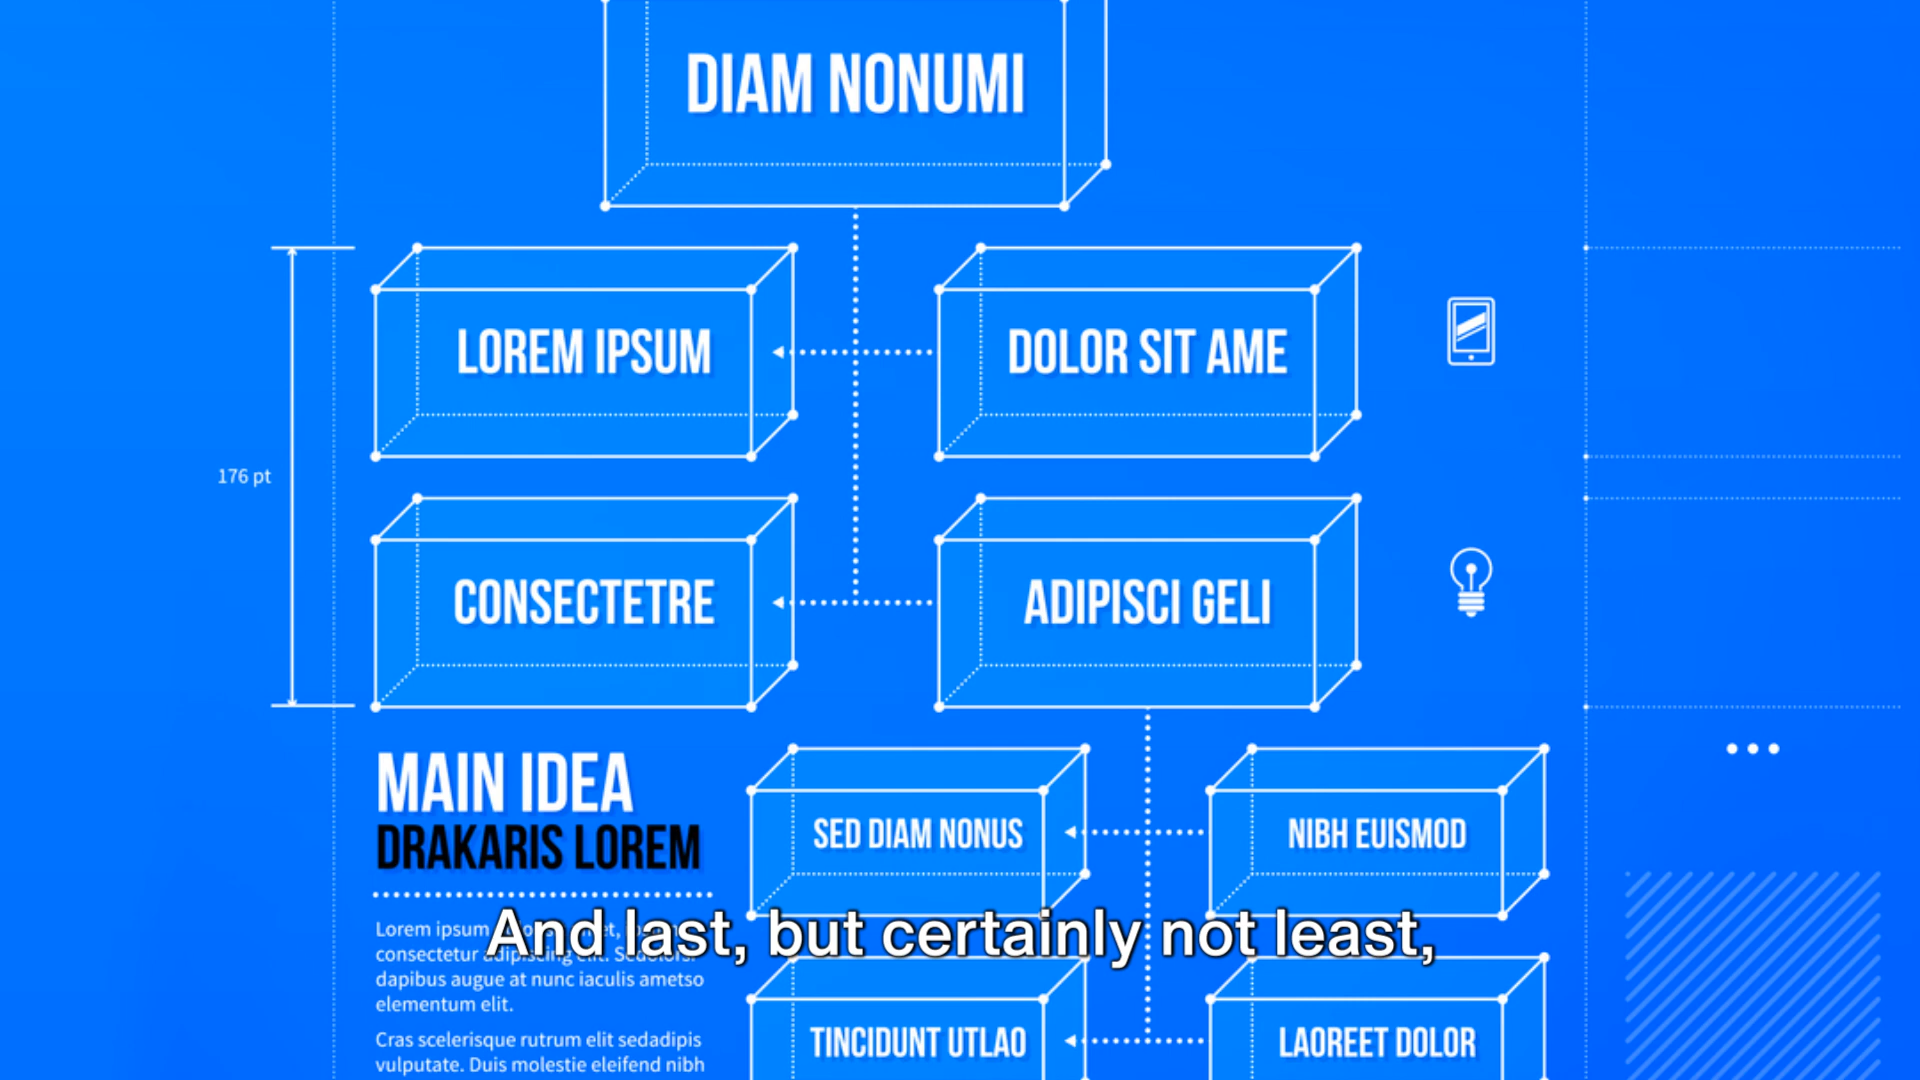 DIAM NONUMI
LOREM IPSUM
DOLOR SIT AME
176 pt
CONSECTETRE
ADIPISCI GELI
MAIN IDEA
DRAKARIS LOREM
SED DIAM NONUS
NIBH EUISMOD
Lorem ipsum
And last, but certainly not least,
consectetur adipiscing elit.
dapibus augue at nunc iaculis ametso
elementum elit.
TINCIDUNT UTLAO
LAOREET DOLOR
Cras scelerisque rutrum elit sedadipis
vulputate. Duis molestie eleifend nibh